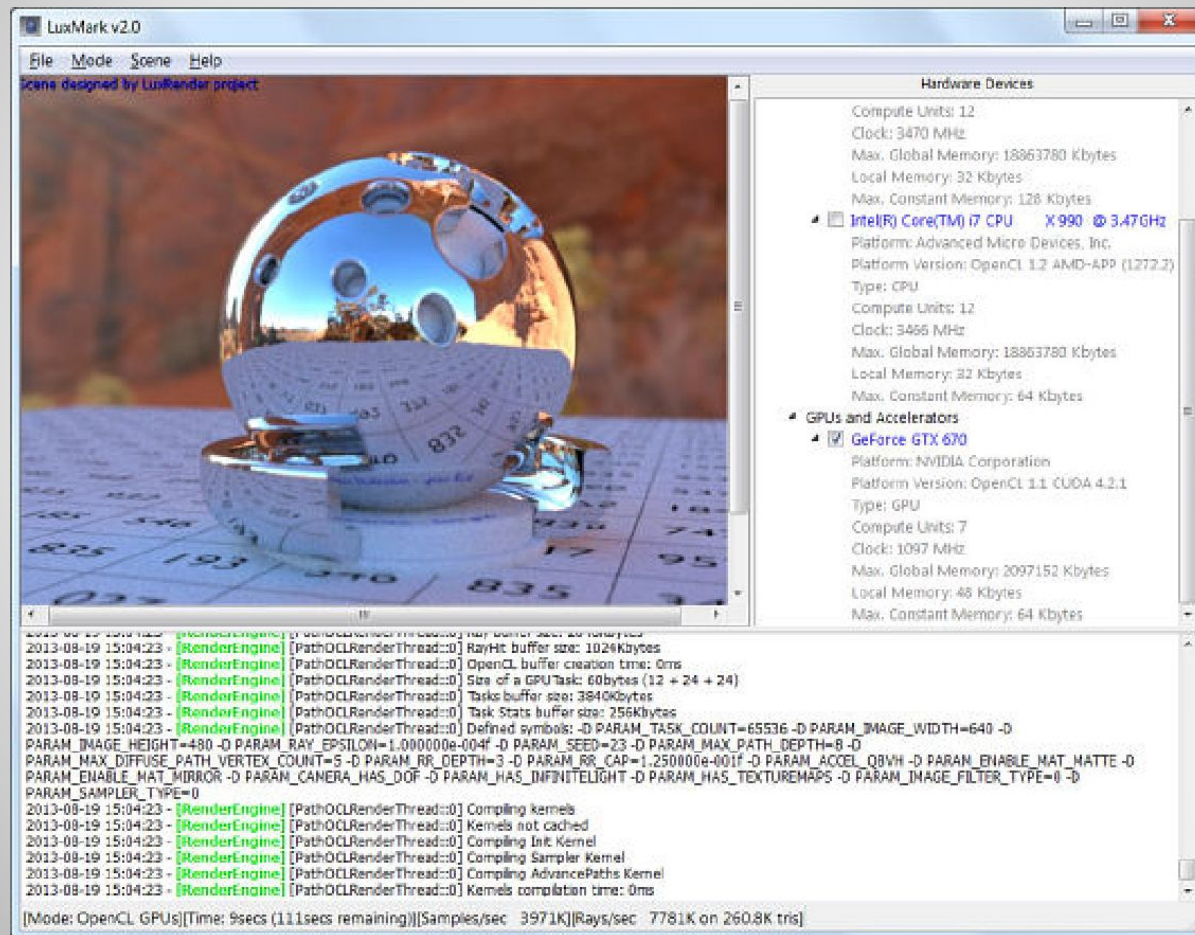 LuxMark v2.0
File Mode Scene Help
Scene designed by LuxRender project
Hardware Devices
Compute Units: 12
Clock: 3470 MHz
Max. Global Memory: 18863780 Kbytes
Local Memory: 32 Kbytes
Max. Constant Memory: 128 Kbytes
Intel(R) Core(TM) i7 CPU X 990 @ 3.47GHz
Platform: Advanced Micro Devices, Inc.
Platform Version: OpenCL 1.2 AMD-APP (1272.2)
Type: CPU
Compute Units: 12
Clock: 3466 MHz
Max. Global Memory: 18863780 Kbytes
Local Memory: 32 Kbytes
Max. Constant Memory: 64 Kbytes
GPUs and Accelerators
GeForce GTX 670
Platform: NVIDIA Corporation
Platform Version: OpenCL 1.1 CUDA 4.2.1
Type: GPU
Compute Units: 7
Clock: 1097 MHz
Max. Global Memory: 2097152 Kbytes
Local Memory: 48 Kbytes
Max. Constant Memory: 64 Kbytes
835 193 546 835 17 95
2013-08-19 15:04:23 - [RenderEngine] [PathOCLRenderThread::0] RayHit buffer size: 1024Kbytes
2013-08-19 15:04:23 - [RenderEngine] [PathOCLRenderThread::0] OpenCL buffer creation time: 0ms
2013-08-19 15:04:23 - [RenderEngine] [PathOCLRenderThread::0] Size of a GPUTask: 60bytes (12 + 24 + 24)
2013-08-19 15:04:23 - [RenderEngine] [PathOCLRenderThread::0] Tasks buffer size: 3840Kbytes
2013-08-19 15:04:23 - [RenderEngine] [PathOCLRenderThread::0] Task Stats buffer size: 256Kbytes
2013-08-19 15:04:23 - [RenderEngine] [PathOCLRenderThread::0] Defined symbols: -D PARAM_TASK_COUNT=65536 -D PARAM_IMAGE_WIDTH=640 -D
PARAM_IMAGE_HEIGHT=480 -D PARAM_RAY_EPSILON=1.000000e-004f -D PARAM_SEED=23 -D PARAM_MAX_PATH_DEPTH=8 -D
PARAM_MAX_DIFFUSE_PATH_VERTEX_COUNT=5 -D PARAM_RR_DEPTH=3 -D PARAM_RR_CAP=1.250000e-001f -D PARAM_ACCEL_QBVH -D PARAM_ENABLE_MAT_MATTE -D
PARAM_ENABLE_MAT_MIRROR -D PARAM_CAMERA_HAS_DOF -D PARAM_HAS_INFINITELIGHT -D PARAM_HAS_TEXTUREMAPS -D PARAM_IMAGE_FILTER_TYPE=0 -D
PARAM_SAMPLER_TYPE=0
2013-08-19 15:04:23 - [RenderEngine] [PathOCLRenderThread::0] Compiling kernels
2013-08-19 15:04:23 - [RenderEngine] [PathOCLRenderThread::0] Kernels not cached
2013-08-19 15:04:23 - [RenderEngine] [PathOCLRenderThread::0] Compiling Init Kernel
2013-08-19 15:04:23 - [RenderEngine] [PathOCLRenderThread::0] Compiling Sampler Kernel
2013-08-19 15:04:23 - [RenderEngine] [PathOCLRenderThread::0] Compiling AdvancePaths Kernel
2013-08-19 15:04:23 - [RenderEngine] [PathOCLRenderThread::0] Kernels compilation time: 0ms
[Mode: OpenCL GPUs][Time: 9secs (111secs remaining)][Samples/sec 3971K][Rays/sec 7781K on 260.8K tris]